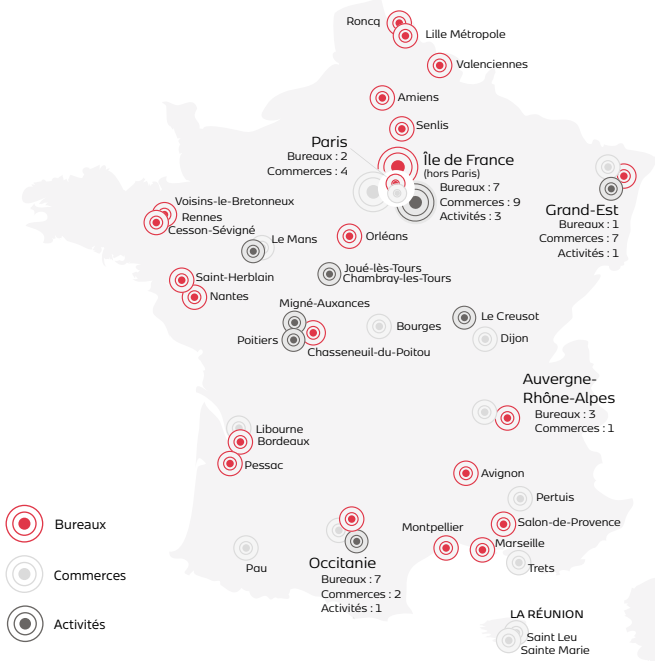 Roncq
Lille Métropole
Valenciennes
Amiens
Senlis
Paris
Bureaux : 2
Commerces : 4
Île de France
(hors Paris)
Bureaux : 7
Commerces : 9
Activités : 3
Grand-Est
Bureaux : 1
Commerces : 7
Activités : 1
Voisins-le-Bretonneux
Rennes
Cesson-Sévigné
Le Mans
Orléans
Joué-lès-Tours
Chambray-les-Tours
Saint-Herblain
Nantes
Migné-Auxances
Poitiers
Chasseneuil-du-Poitou
Bourges
Le Creusot
Dijon
Auvergne-
Rhône-Alpes
Bureaux : 3
Commerces : 1
Libourne
Bordeaux
Pessac
Avignon
Pertuis
Salon-de-Provence
Montpellier
Marseille
Trets
Pau
Occitanie
Bureaux : 7
Commerces : 2
Activités : 1
Bureaux
Commerces
Activités
LA RÉUNION
Saint Leu
Sainte Marie